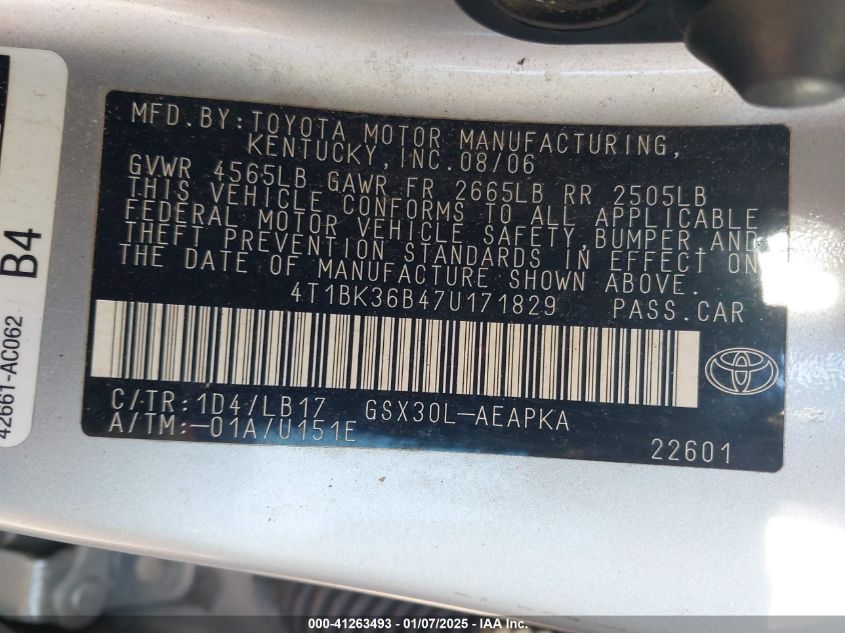 MFD.BY:TOYOTA MOTOR MANUFACTURING,
KENTUCKY,INC.08/06
GVWR 4565LB GAWR FR 2665LB RR 2505LB
THIS VEHICLE CONFORMS TO ALL APPLICABLE
FEDERAL MOTOR VEHICLE SAFETY,BUMPER,AND
THEFT PREVENTION STANDARDS IN EFFECT ON
THE DATE OF MANUFACTURE SHOWN ABOVE.
4T1BK36B47U171829 PASS.CAR
C/TR:1D4/LB17 GSX30L-AEAPKA
A/TM:-01A/U151E
22601
B4
42661-AC062
000-41263493 - 01/07/2025 - IAA Inc.